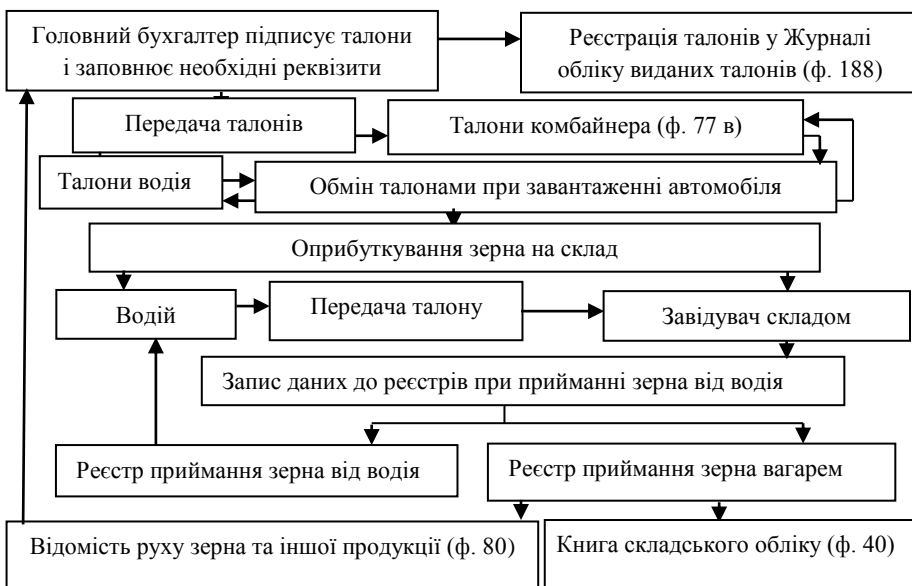 Головний бухгалтер підписує талони
і заповнює необхідні реквізити
Реєстрація талонів у Журналі
обліку виданих талонів (ф. 188)
Передача талонів
Талони комбайнера (ф. 77 в)
Талони водія
Обмін талонами при завантаженні автомобіля
Оприбуткування зерна на склад
Водій
Передача талону
Завідувач складом
Запис даних до реєстрів при прийманні зерна від водія
Реєстр приймання зерна від водія
Реєстр приймання зерна вагарем
Відомість руху зерна та іншої продукції (ф. 80)
Книга складського обліку (ф. 40)